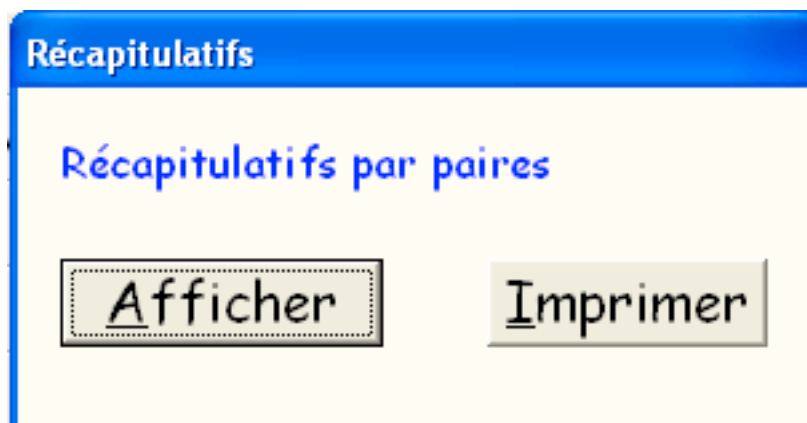 Récapitulatifs
Récapitulatifs par paires
Afficher Imprimer